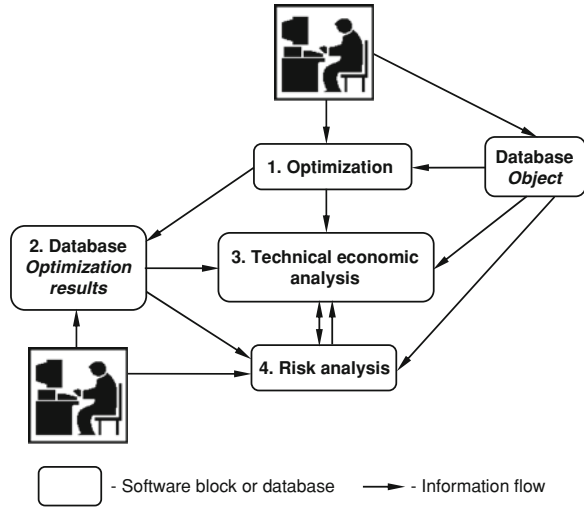 1. Optimization
Database
Object
2. Database
Optimization
results
3. Technical economic
analysis
4. Risk analysis
- Software block or database
- Information flow